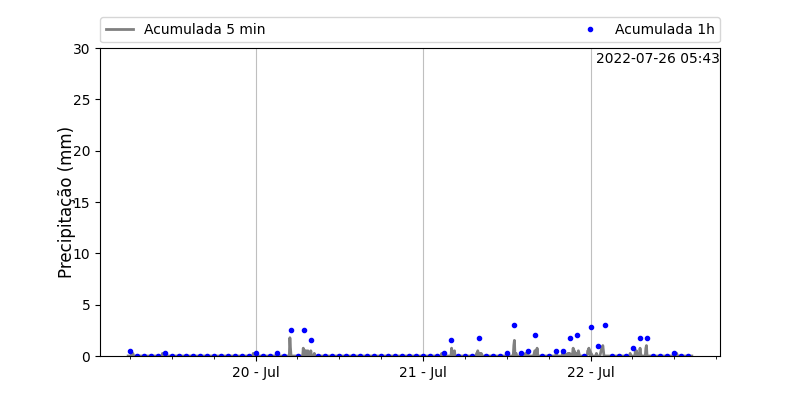 Acumulada 5 min
Acumulada 1h
2022-07-26 05:43
Precipitação (mm)
30
25
20
15
10
5
0
20 - Jul
21 - Jul
22 - Jul